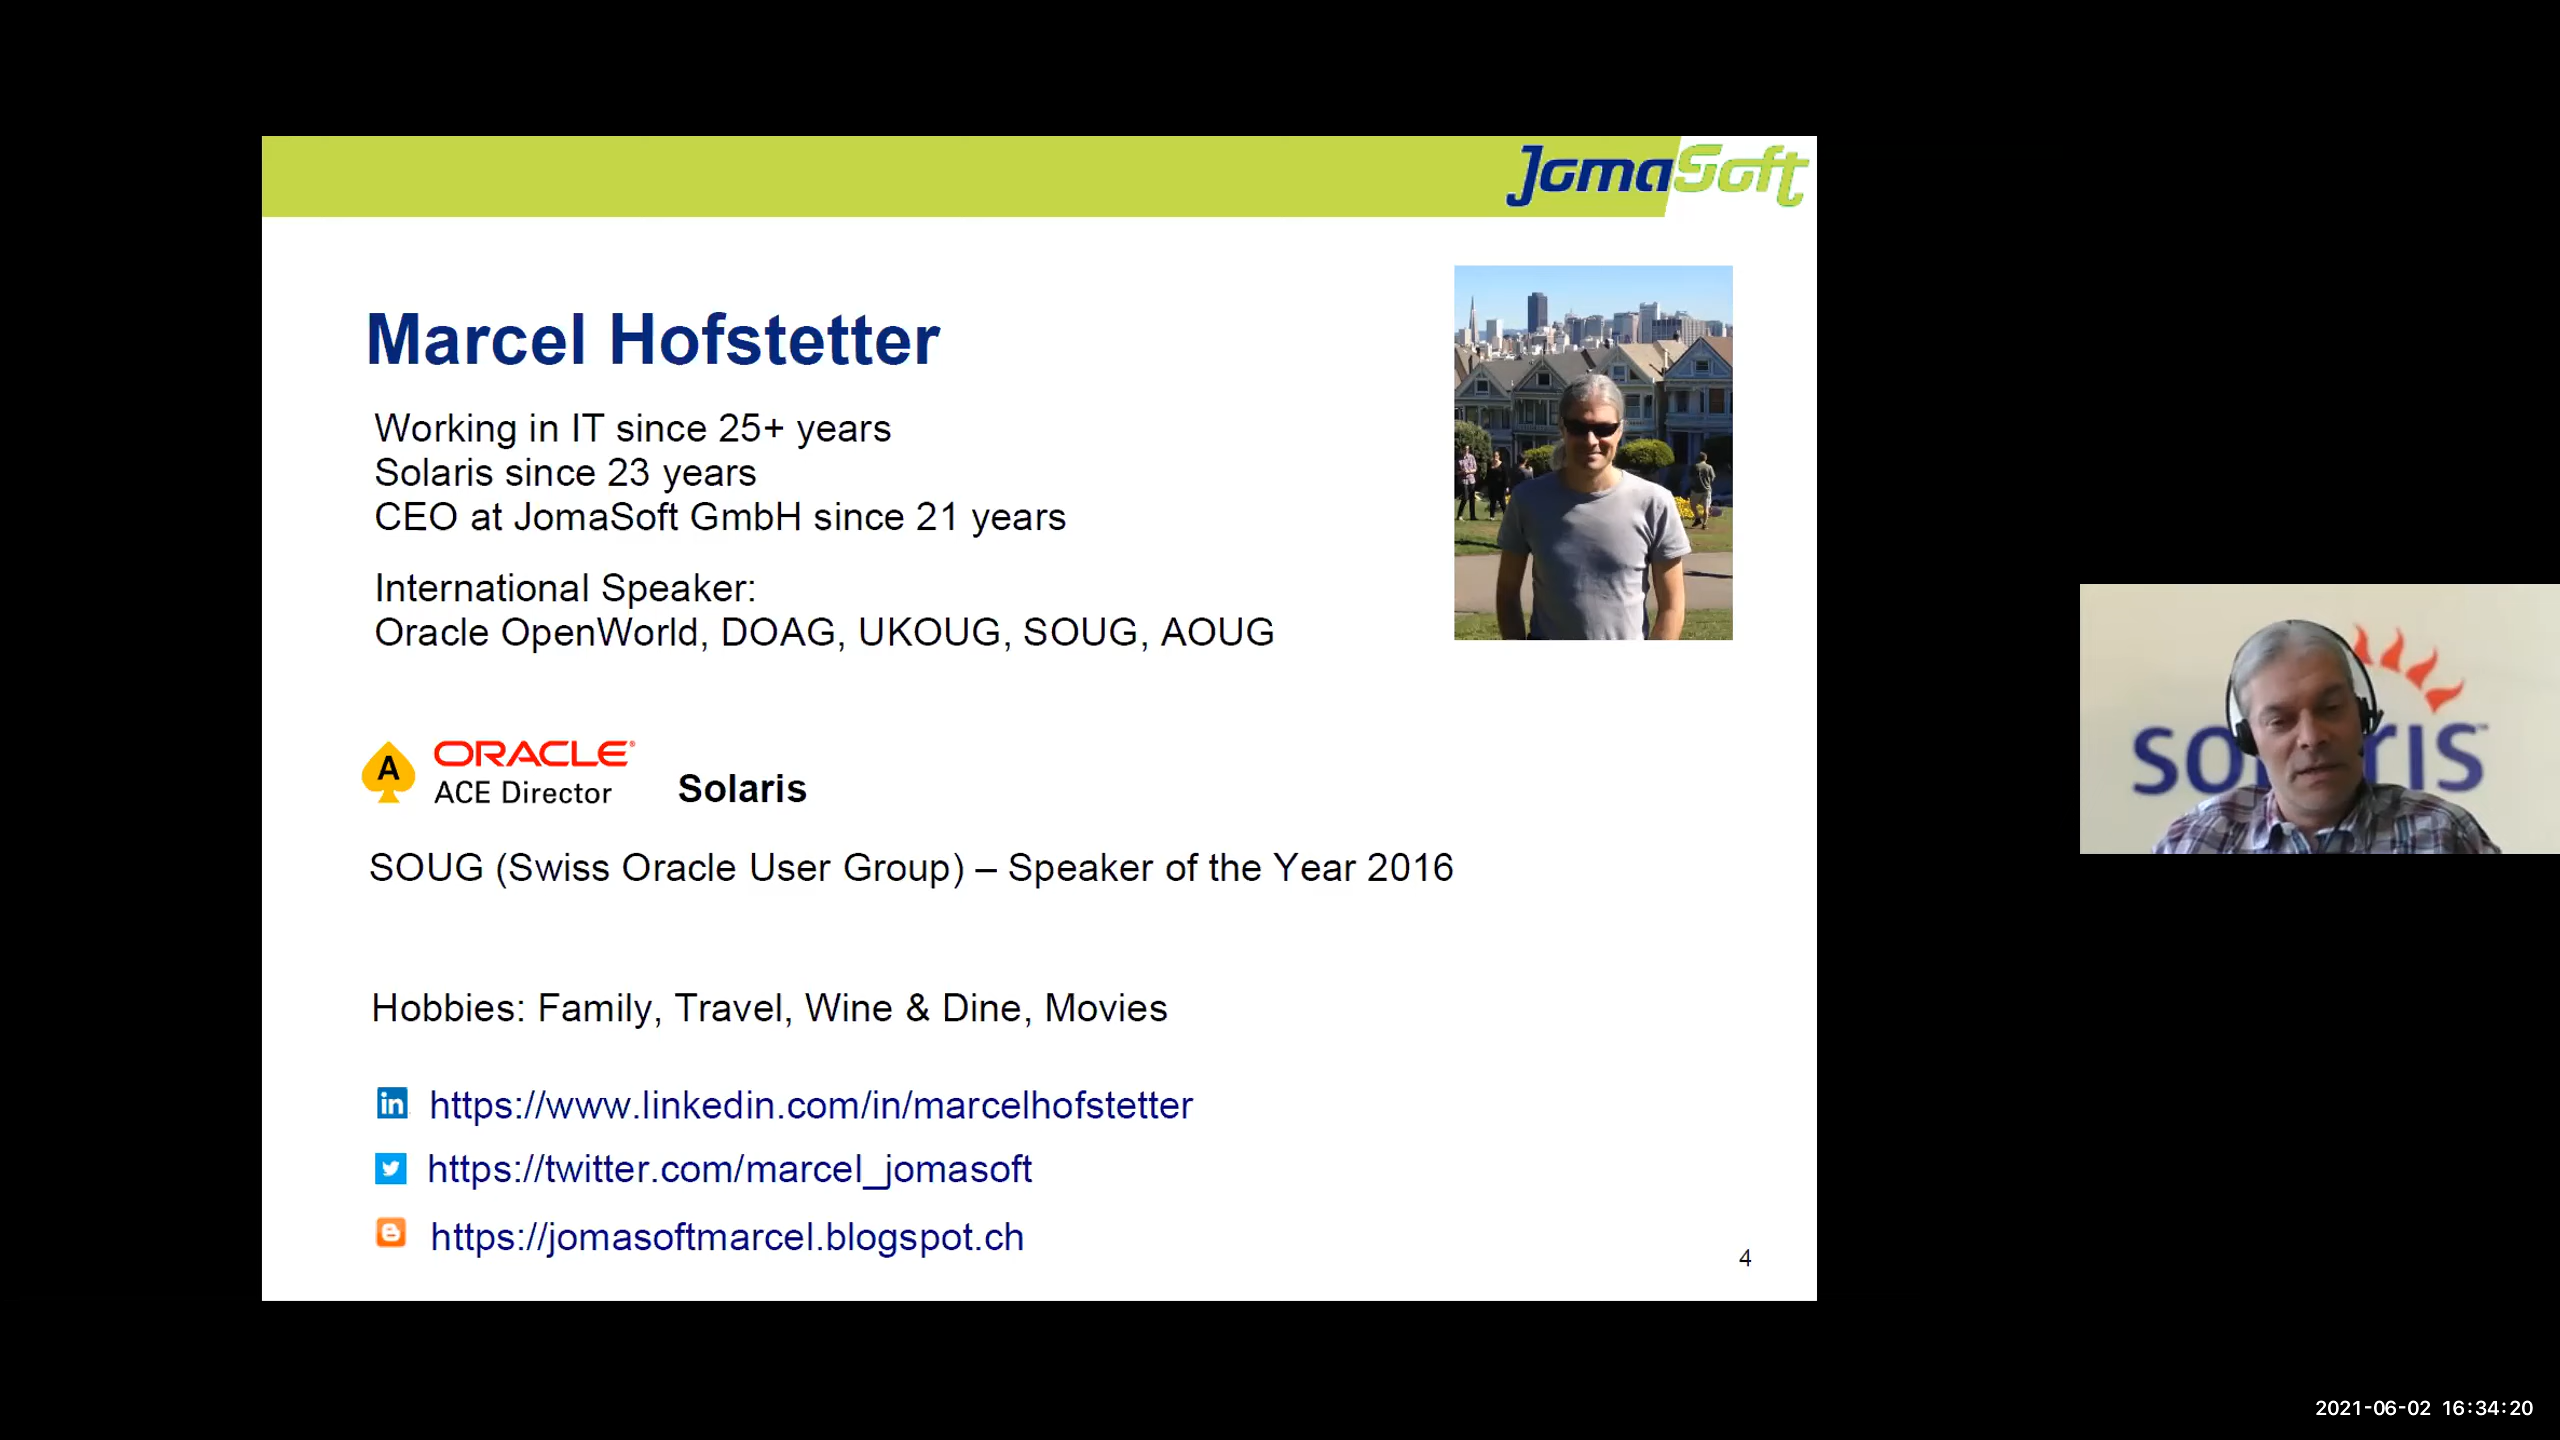 JomaSoft
Marcel Hofstetter
Working in IT since 25+ years
Solaris since 23 years
CEO at JomaSoft GmbH since 21 years
International Speaker:
Oracle OpenWorld, DOAG, UKOUG, SOUG, AOUG
A ORACLE®
ACE Director Solaris
SOUG (Swiss Oracle User Group) – Speaker of the Year 2016
Hobbies: Family, Travel, Wine & Dine, Movies
in https://www.linkedin.com/in/marcelhofstetter
https://twitter.com/marcel_jomasoft
https://jomasoftmarcel.blogspot.ch
4
2021-06-02 16:34:20